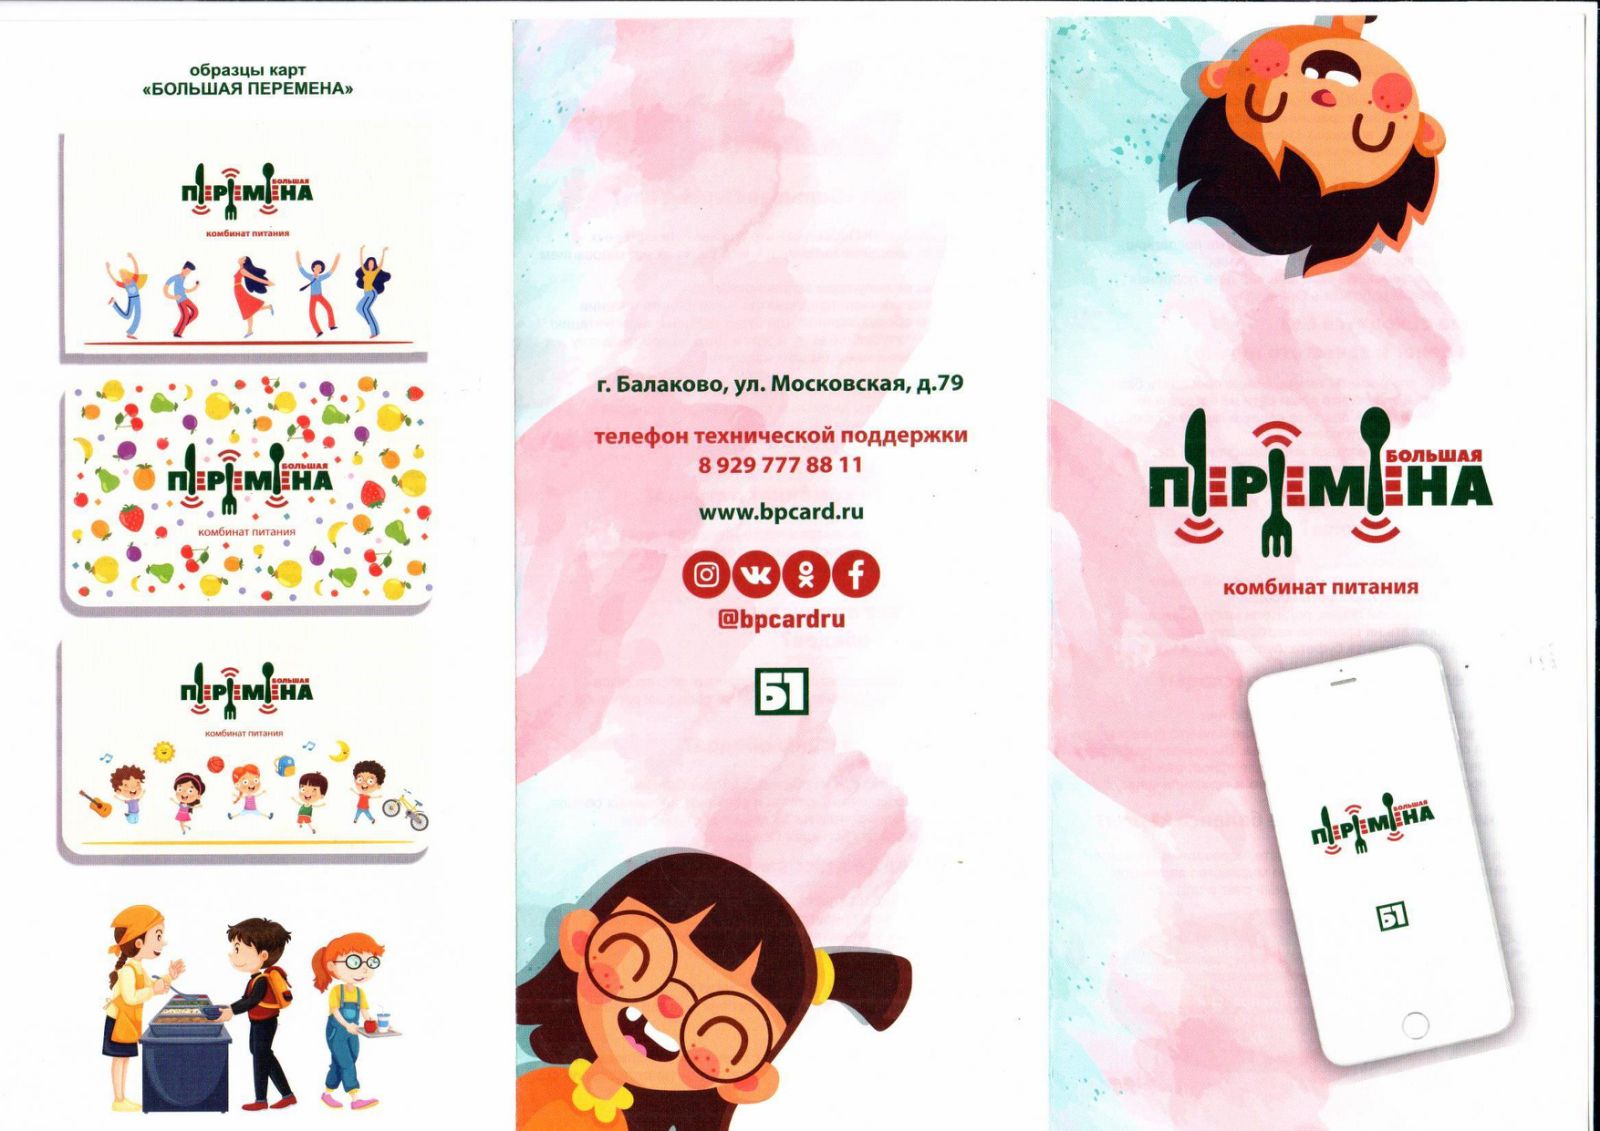 образцы карт
«БОЛЬШАЯ ПЕРЕМЕНА»
БОЛЬШАЯ
ПЕРЕМЕНА
комбинат питания
БОЛЬШАЯ
ПЕРЕМЕНА
комбинат питания
БОЛЬШАЯ
ПЕРЕМЕНА
комбинат питания
г. Балаково, ул. Московская, д.79
телефон технической поддержки
8 929 777 88 11
www.bpcard.ru
@bpcardru
Б1
БОЛЬШАЯ
ПЕРЕМЕНА
комбинат питания
БОЛЬШАЯ
ПЕРЕМЕНА
Б1